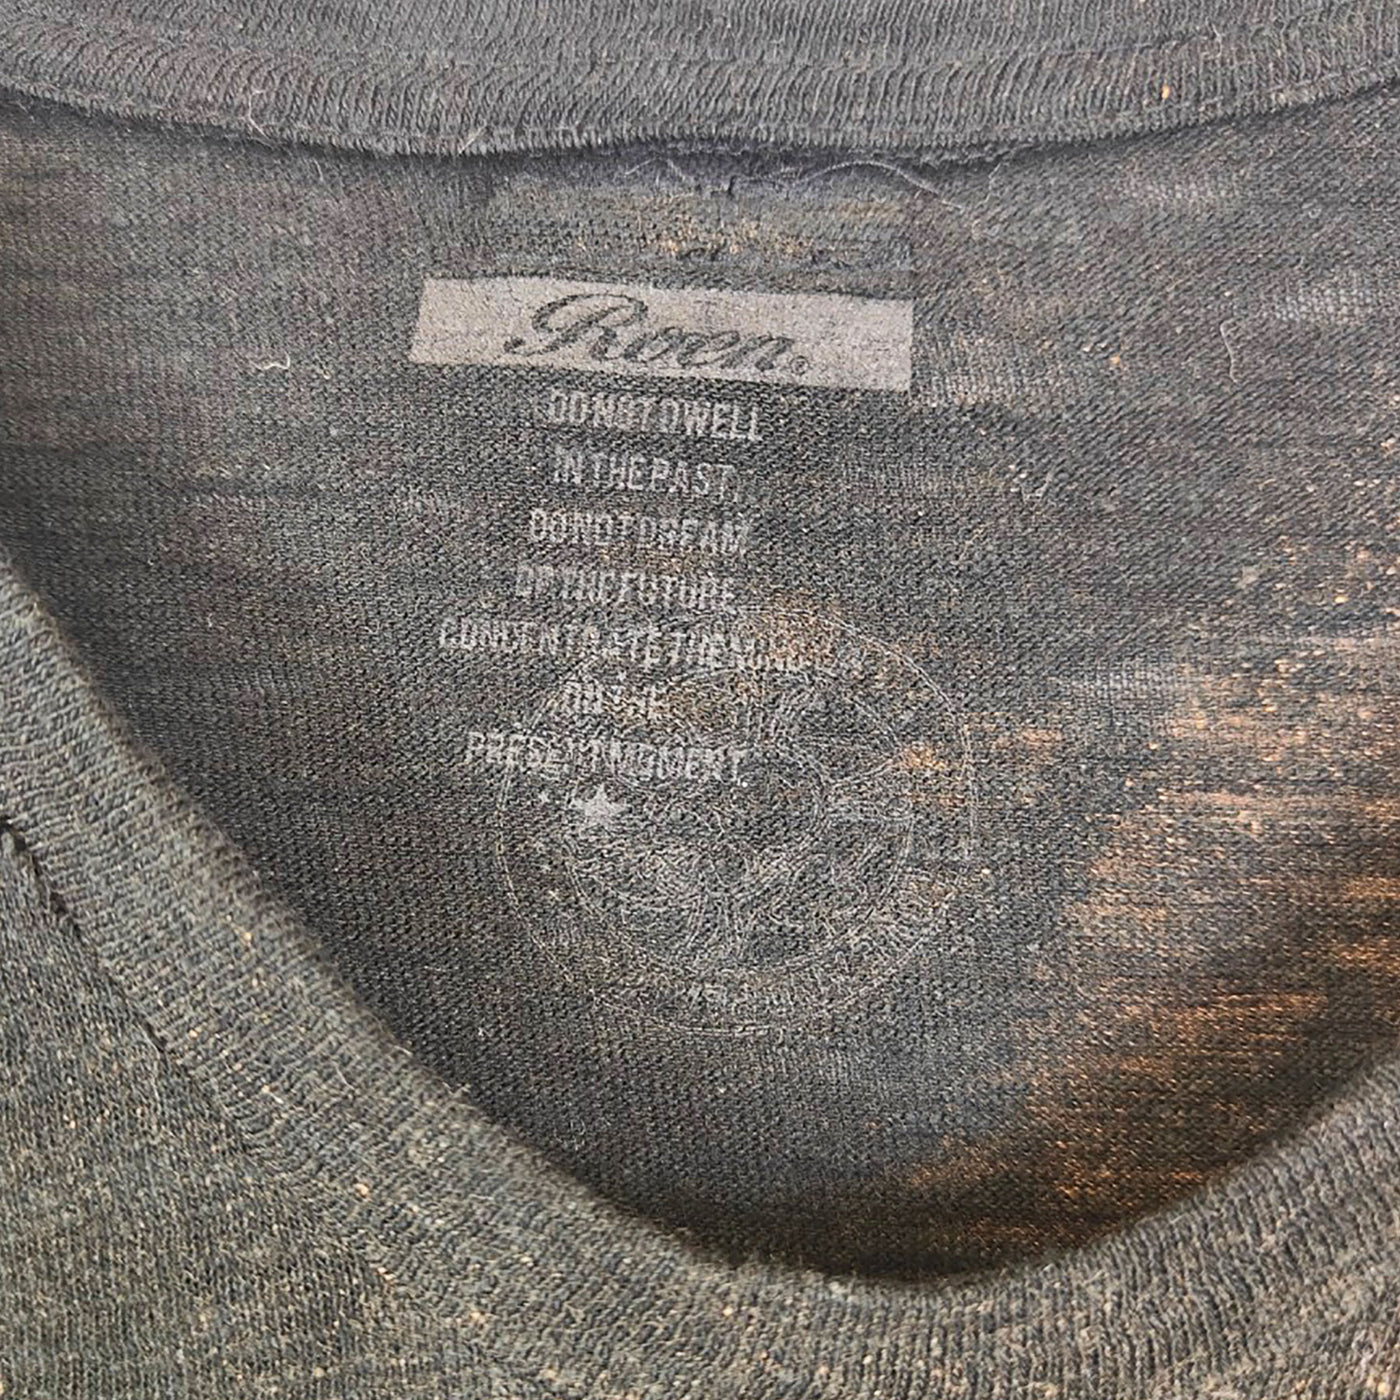 Roen®
DO NOT DWELL
IN THE PAST,
DO NOT DREAM
OF THE FUTURE,
CONCENTRATE THE MIND
ON THE
PRESENT MOMENT.